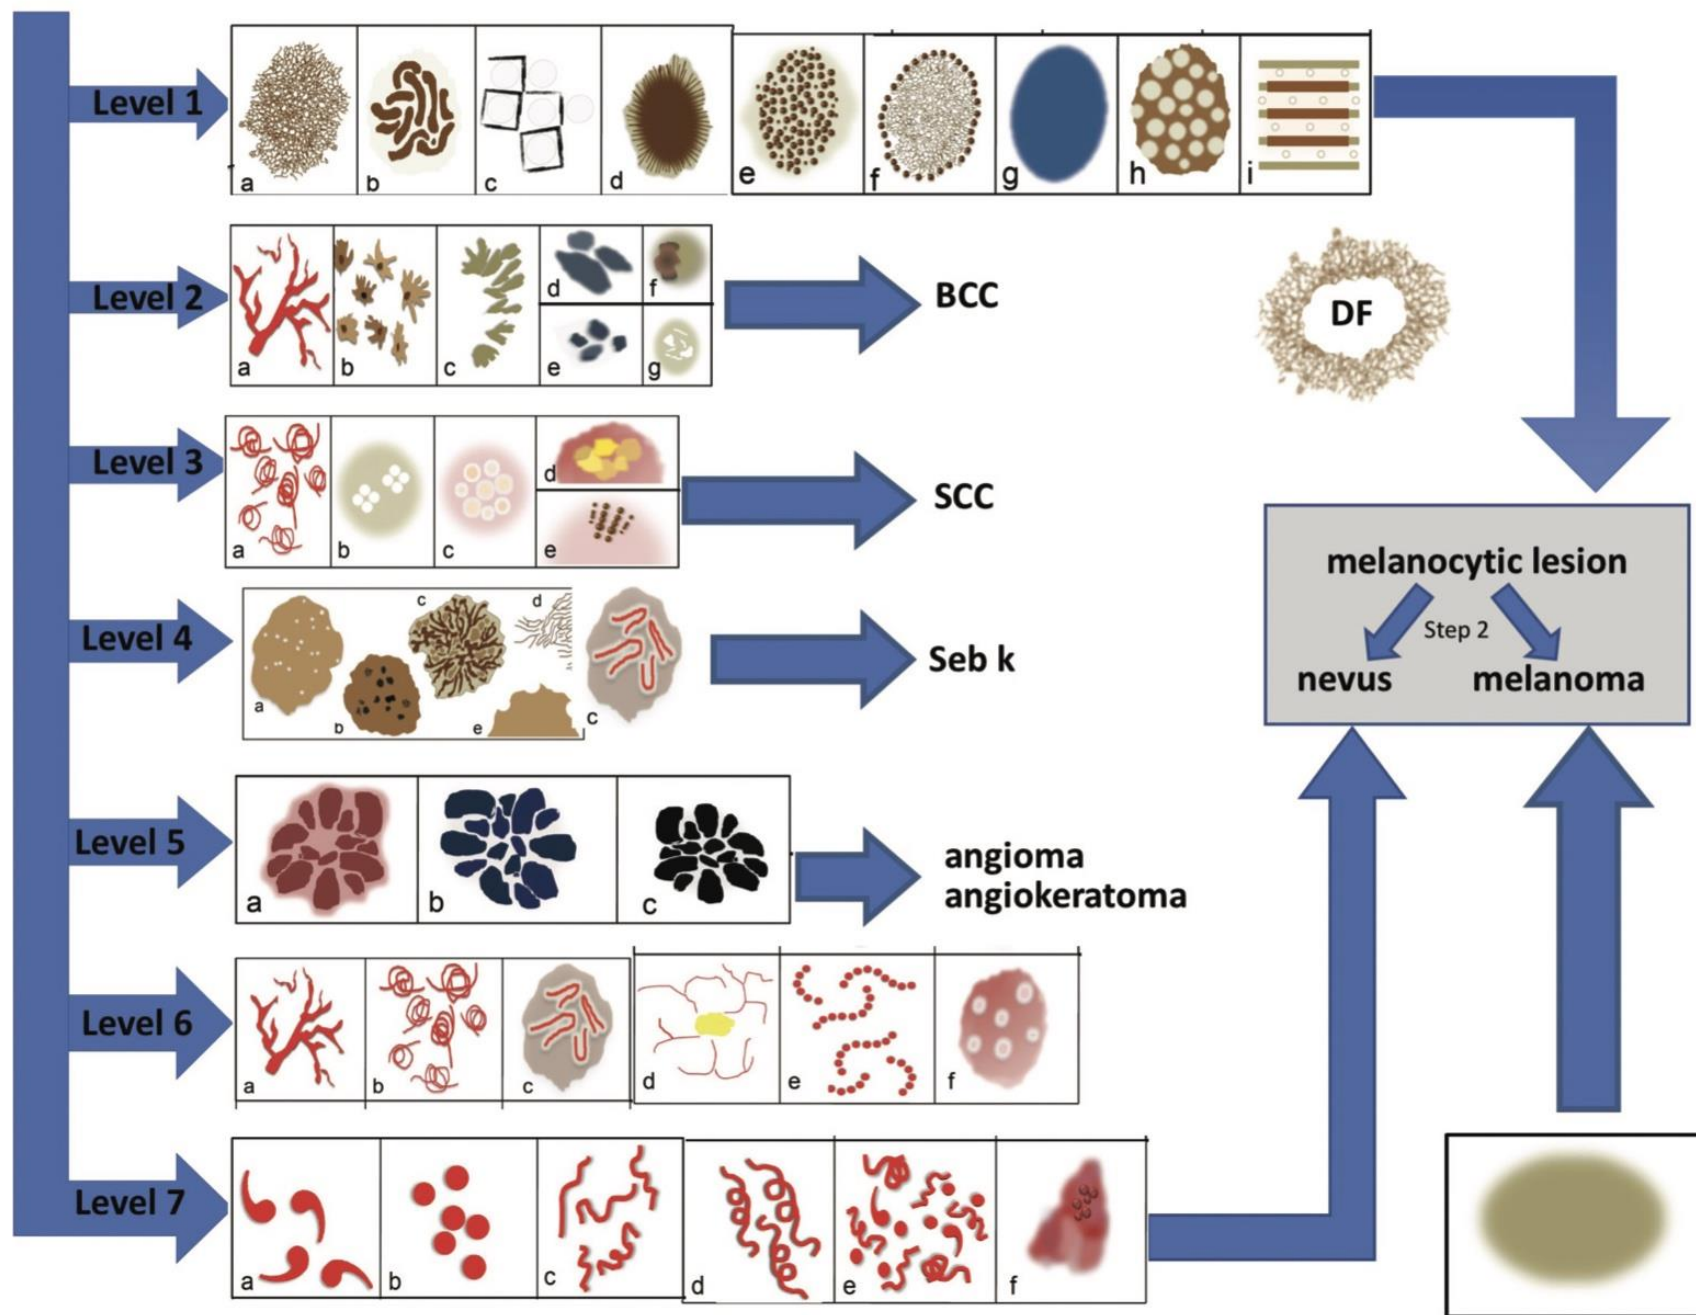 Level 1
a
b
c
d
e
f
g
h
i
Level 2
a
b
c
d
e
f
g
BCC
DF
Level 3
a
b
c
d
e
SCC
melanocytic lesion
Step 2
nevus
melanoma
Level 4
a
b
c
d
e
c
Seb k
Level 5
a
b
c
angioma
angiokeratoma
Level 6
a
b
c
d
e
f
Level 7
a
b
c
d
e
f